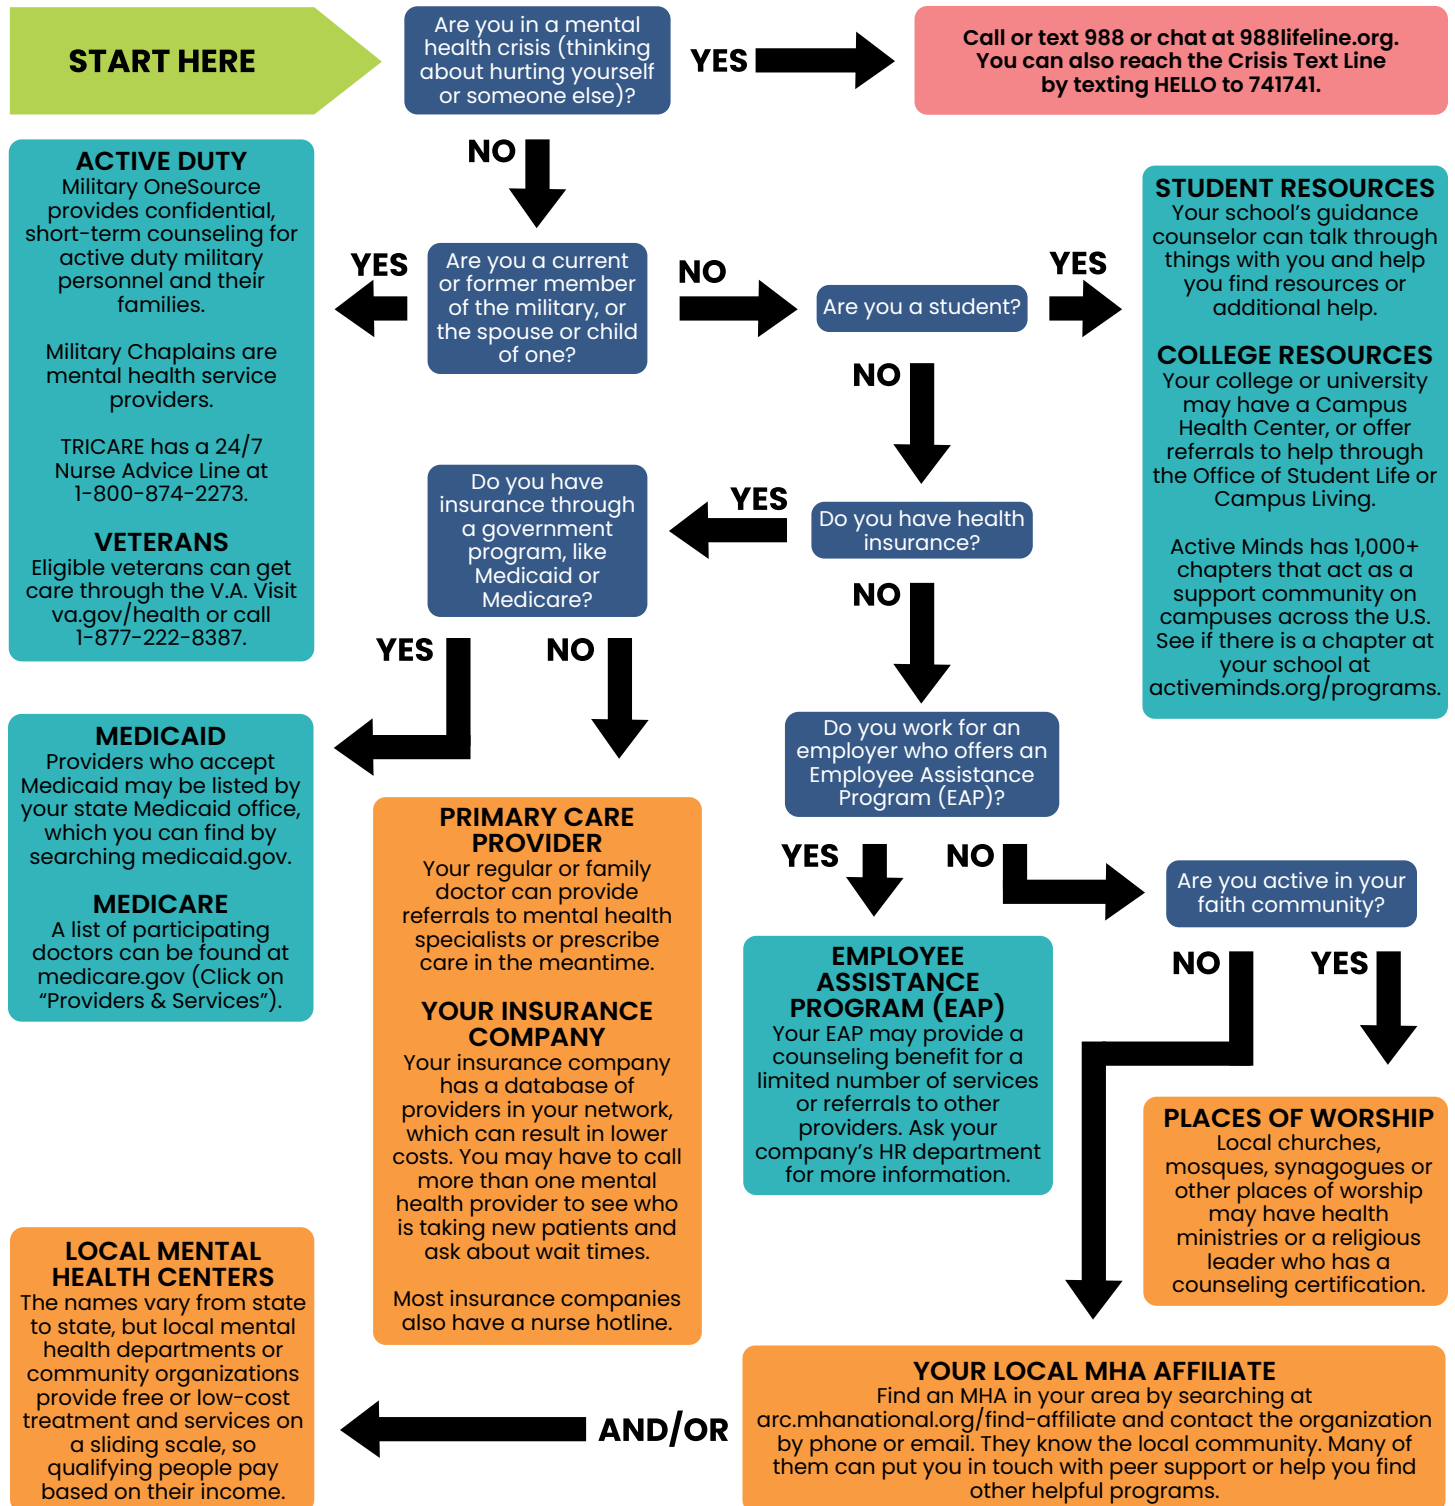 START HERE
Are you in a mental
health crisis (thinking
about hurting yourself
or someone else)?
YES
Call or text 988 or chat at 988lifeline.org.
You can also reach the Crisis Text Line
by texting HELLO to 741741.
NO
ACTIVE DUTY
Military OneSource
provides confidential,
short-term counseling for
active duty military
personnel and their
families.
Military Chaplains are
mental health service
providers.
TRICARE has a 24/7
Nurse Advice Line at
1-800-874-2273.
VETERANS
Eligible veterans can get
care through the V.A. Visit
va.gov/health or call
1-877-222-8387.
YES
Are you a current
or former member
of the military, or
the spouse or child
of one?
NO
Are you a student?
YES
STUDENT RESOURCES
Your school's guidance
counselor can talk through
things with you and help
you find resources or
additional help.
COLLEGE RESOURCES
Your college or university
may have a Campus
Health Center, or offer
referrals to help through
the Office of Student Life or
Campus Living.
Active Minds has 1,000+
chapters that act as a
support community on
campuses across the U.S.
See if there is a chapter at
your school at
activeminds.org/programs.
NO
Do you have health
insurance?
YES
Do you have
insurance through
a government
program, like
Medicaid or
Medicare?
YES
NO
MEDICAID
Providers who accept
Medicaid may be listed by
your state Medicaid office,
which you can find by
searching medicaid.gov.
MEDICARE
A list of participating
doctors can be found at
medicare.gov (Click on
“Providers & Services”).
PRIMARY CARE
PROVIDER
Your regular or family
doctor can provide
referrals to mental health
specialists or prescribe
care in the meantime.
YOUR INSURANCE
COMPANY
Your insurance company
has a database of
providers in your network,
which can result in lower
costs. You may have to call
more than one mental
health provider to see who
is taking new patients and
ask about wait times.
Most insurance companies
also have a nurse hotline.
NO
Do you work for an
employer who offers an
Employee Assistance
Program (EAP)?
YES
NO
EMPLOYEE
ASSISTANCE
PROGRAM (EAP)
Your EAP may provide a
counseling benefit for a
limited number of services
or referrals to other
providers. Ask your
company's HR department
for more information.
Are you active in your
faith community?
NO
YES
PLACES OF WORSHIP
Local churches,
mosques, synagogues or
other places of worship
may have health
ministries or a religious
leader who has a
counseling certification.
YOUR LOCAL MHA AFFILIATE
Find an MHA in your area by searching at
arc.mhanational.org/find-affiliate and contact the organization
by phone or email. They know the local community. Many of
them can put you in touch with peer support or help you find
other helpful programs.
AND/OR
LOCAL MENTAL
HEALTH CENTERS
The names vary from state
to state, but local mental
health departments or
community organizations
provide free or low-cost
treatment and services on
a sliding scale, so
qualifying people pay
based on their income.